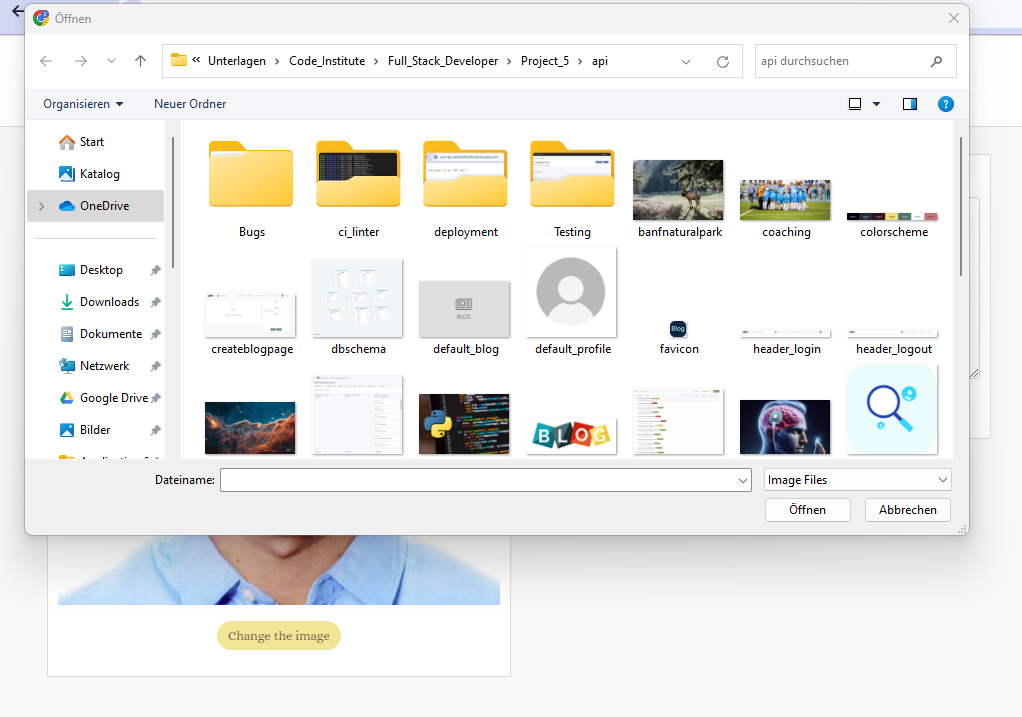 Öffnen
« Unterlagen > Code_Institute > Full_Stack_Developer > Project_5 > api
api durchsuchen
Organisieren
Neuer Ordner
Start
Katalog
OneDrive
Desktop
Downloads
Dokumente
Netzwerk
Google Drive
Bilder
Bugs
ci_linter
deployment
Testing
banfnaturalpark
coaching
colorscheme
createblogpage
dbschema
BLOG
default_blog
default_profile
Blog
favicon
header_login
header_logout
BLOG
Dateiname:
Image Files
Öffnen
Abbrechen
Change the image